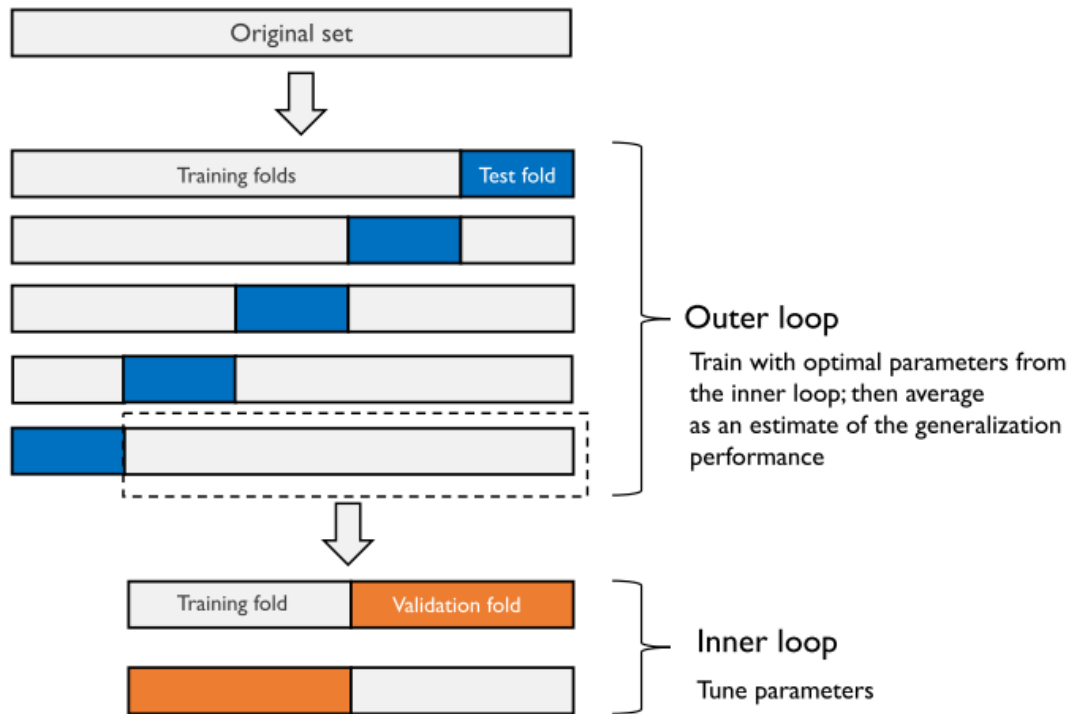 Original set
Training folds
Test fold
Outer loop
Train with optimal parameters from
the inner loop; then average
as an estimate of the generalization
performance
Training fold
Validation fold
Inner loop
Tune parameters